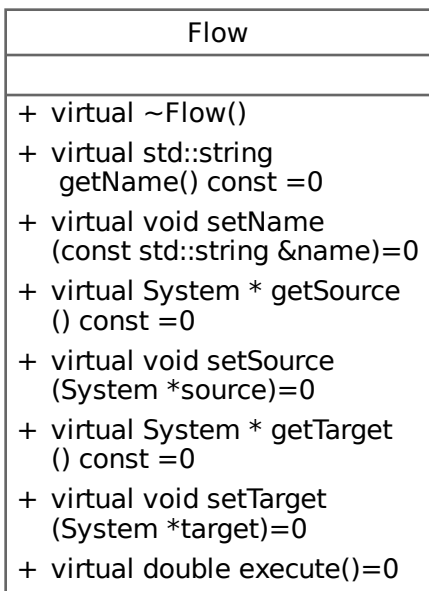 Flow
+ virtual ~Flow()
+ virtual std::string
getName() const =0
+ virtual void setName
(const std::string &name)=0
+ virtual System * getSource
() const =0
+ virtual void setSource
(System *source)=0
+ virtual System * getTarget
() const =0
+ virtual void setTarget
(System *target)=0
+ virtual double execute()=0